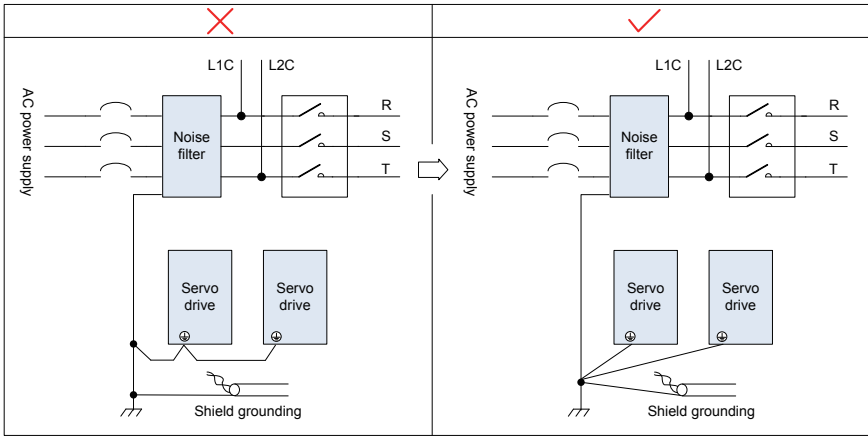 L1C L2C
AC power supply
Noise
filter
R
S
T
Servo
drive
Servo
drive
Shield grounding
L1C L2C
AC power supply
Noise
filter
R
S
T
Servo
drive
Servo
drive
Shield grounding